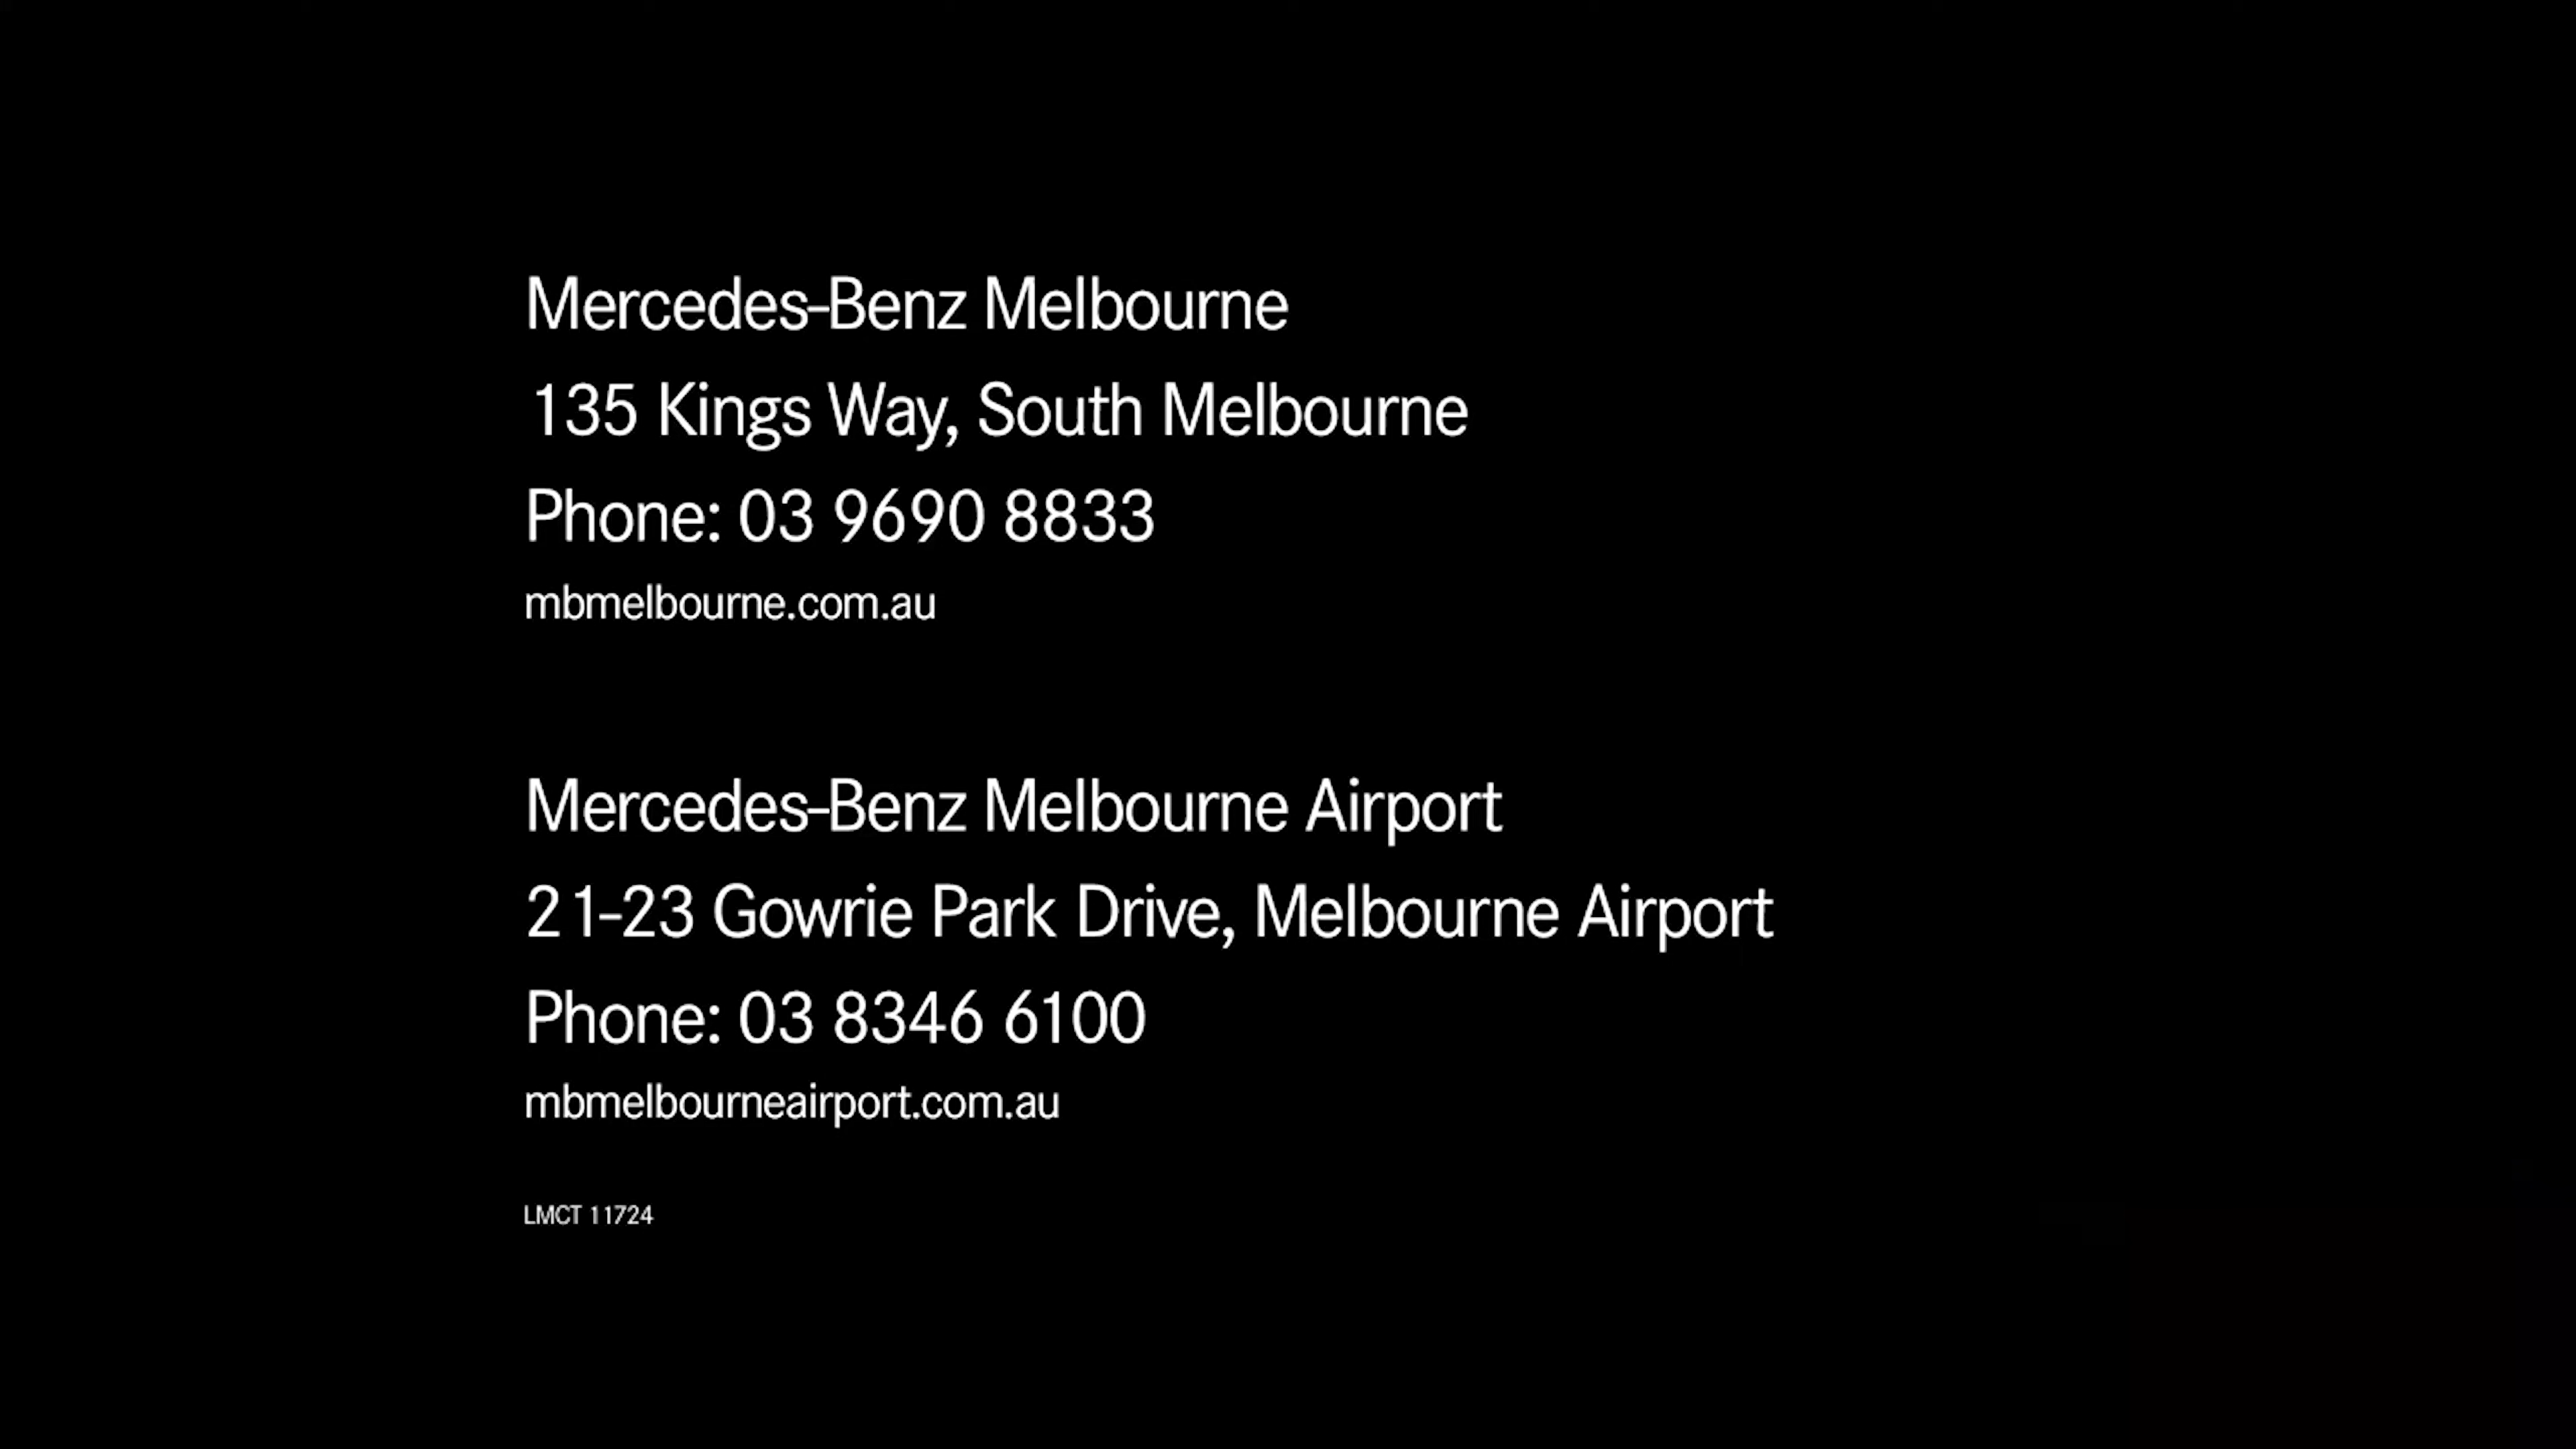 Mercedes-Benz Melbourne
135 Kings Way, South Melbourne
Phone: 03 9690 8833
mbmelbourne.com.au
Mercedes-Benz Melbourne Airport
21-23 Gowrie Park Drive, Melbourne Airport
Phone: 03 8346 6100
mbmelbourneairport.com.au
LMCT 11724